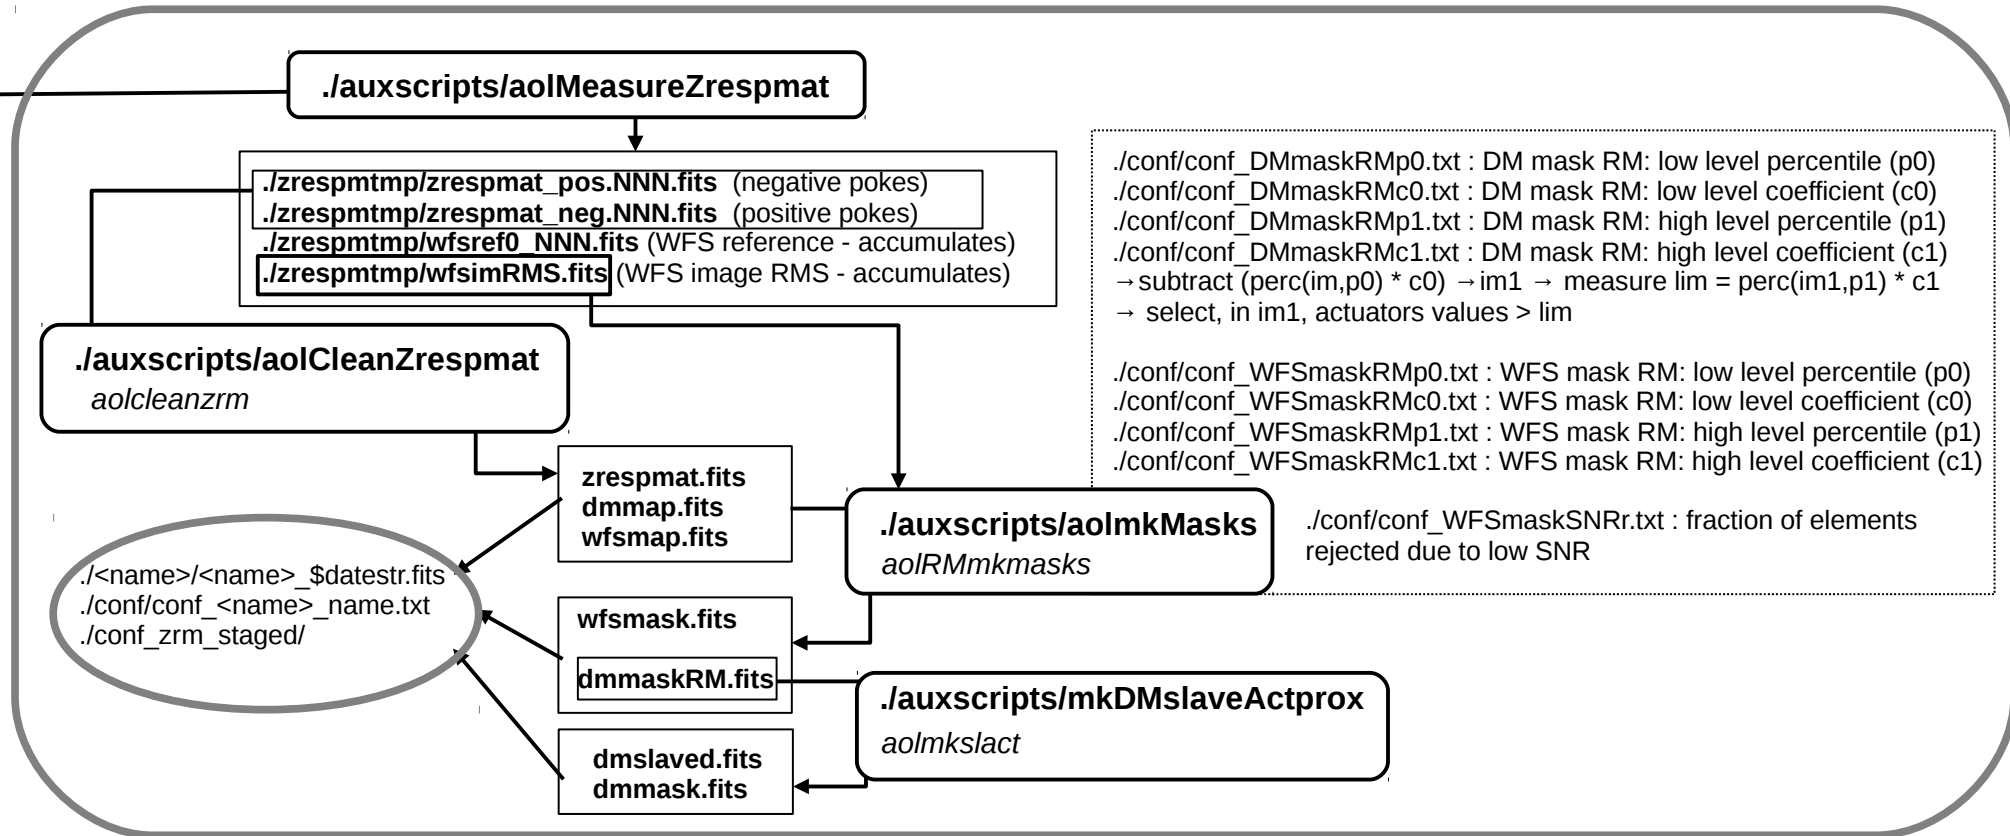 ./auxscripts/aolMeasureZrespmat
./zrespmtmp/zrespmat_pos.NNN.fits (negative pokes)
./zrespmtmp/zrespmat_neg.NNN.fits (positive pokes)
./zrespmtmp/wfsref0_NNN.fits (WFS reference - accumulates)
./zrespmtmp/wfsimRMS.fits (WFS image RMS - accumulates)
./conf/conf_DMmaskRMp0.txt : DM mask RM: low level percentile (p0)
./conf/conf_DMmaskRMc0.txt : DM mask RM: low level coefficient (c0)
./conf/conf_DMmaskRMp1.txt : DM mask RM: high level percentile (p1)
./conf/conf_DMmaskRMc1.txt : DM mask RM: high level coefficient (c1)
→subtract (perc(im,p0) * c0) →im1 → measure lim = perc(im1,p1) * c1
→ select, in im1, actuators values > lim
./conf/conf_WFSmaskRMp0.txt : WFS mask RM: low level percentile (p0)
./conf/conf_WFSmaskRMc0.txt : WFS mask RM: low level coefficient (c0)
./conf/conf_WFSmaskRMp1.txt : WFS mask RM: high level percentile (p1)
./conf/conf_WFSmaskRMc1.txt : WFS mask RM: high level coefficient (c1)
./conf/conf_WFSmaskSNRr.txt : fraction of elements
rejected due to low SNR
./auxscripts/aolCleanZrespmat
aolcleanzrm
zrespmat.fits
dmmap.fits
wfsmap.fits
./auxscripts/aolmkMasks
aolRMmkmasks
./<name>/<name>_$datestr.fits
./conf/conf_<name>_name.txt
./conf_zrm_staged/
wfsmask.fits
dmmaskRM.fits
./auxscripts/mkDMslaveActprox
aolmkslact
dmslaved.fits
dmmask.fits